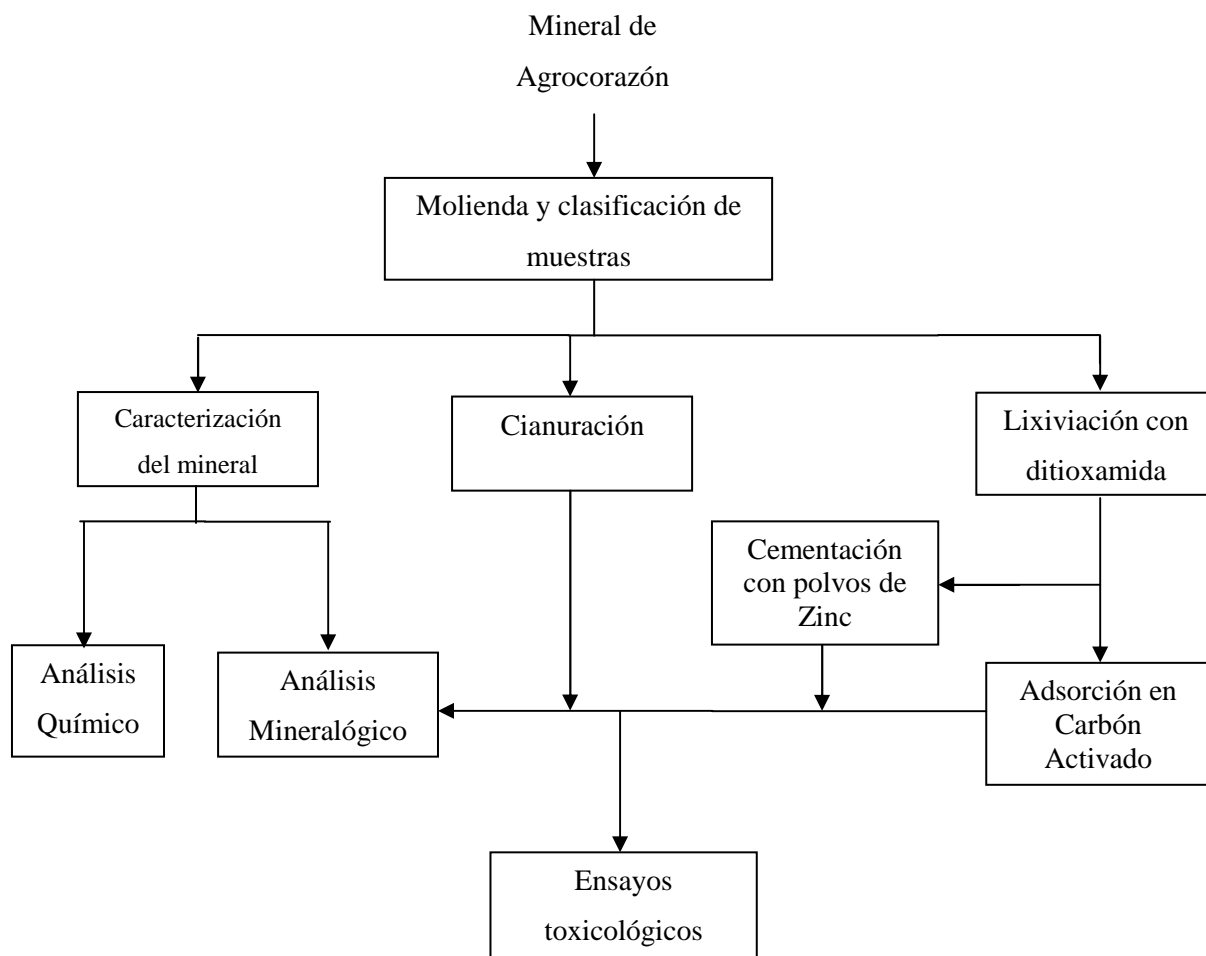 Mineral de
Agrocorazón
Molienda y clasificación de
muestras
Caracterización
del mineral
Cianuración
Lixiviación con
ditioxamida
Cementación
con polvos de
Zinc
Análisis
Químico
Análisis
Mineralógico
Adsorción en
Carbón
Activado
Ensayos
toxicológicos